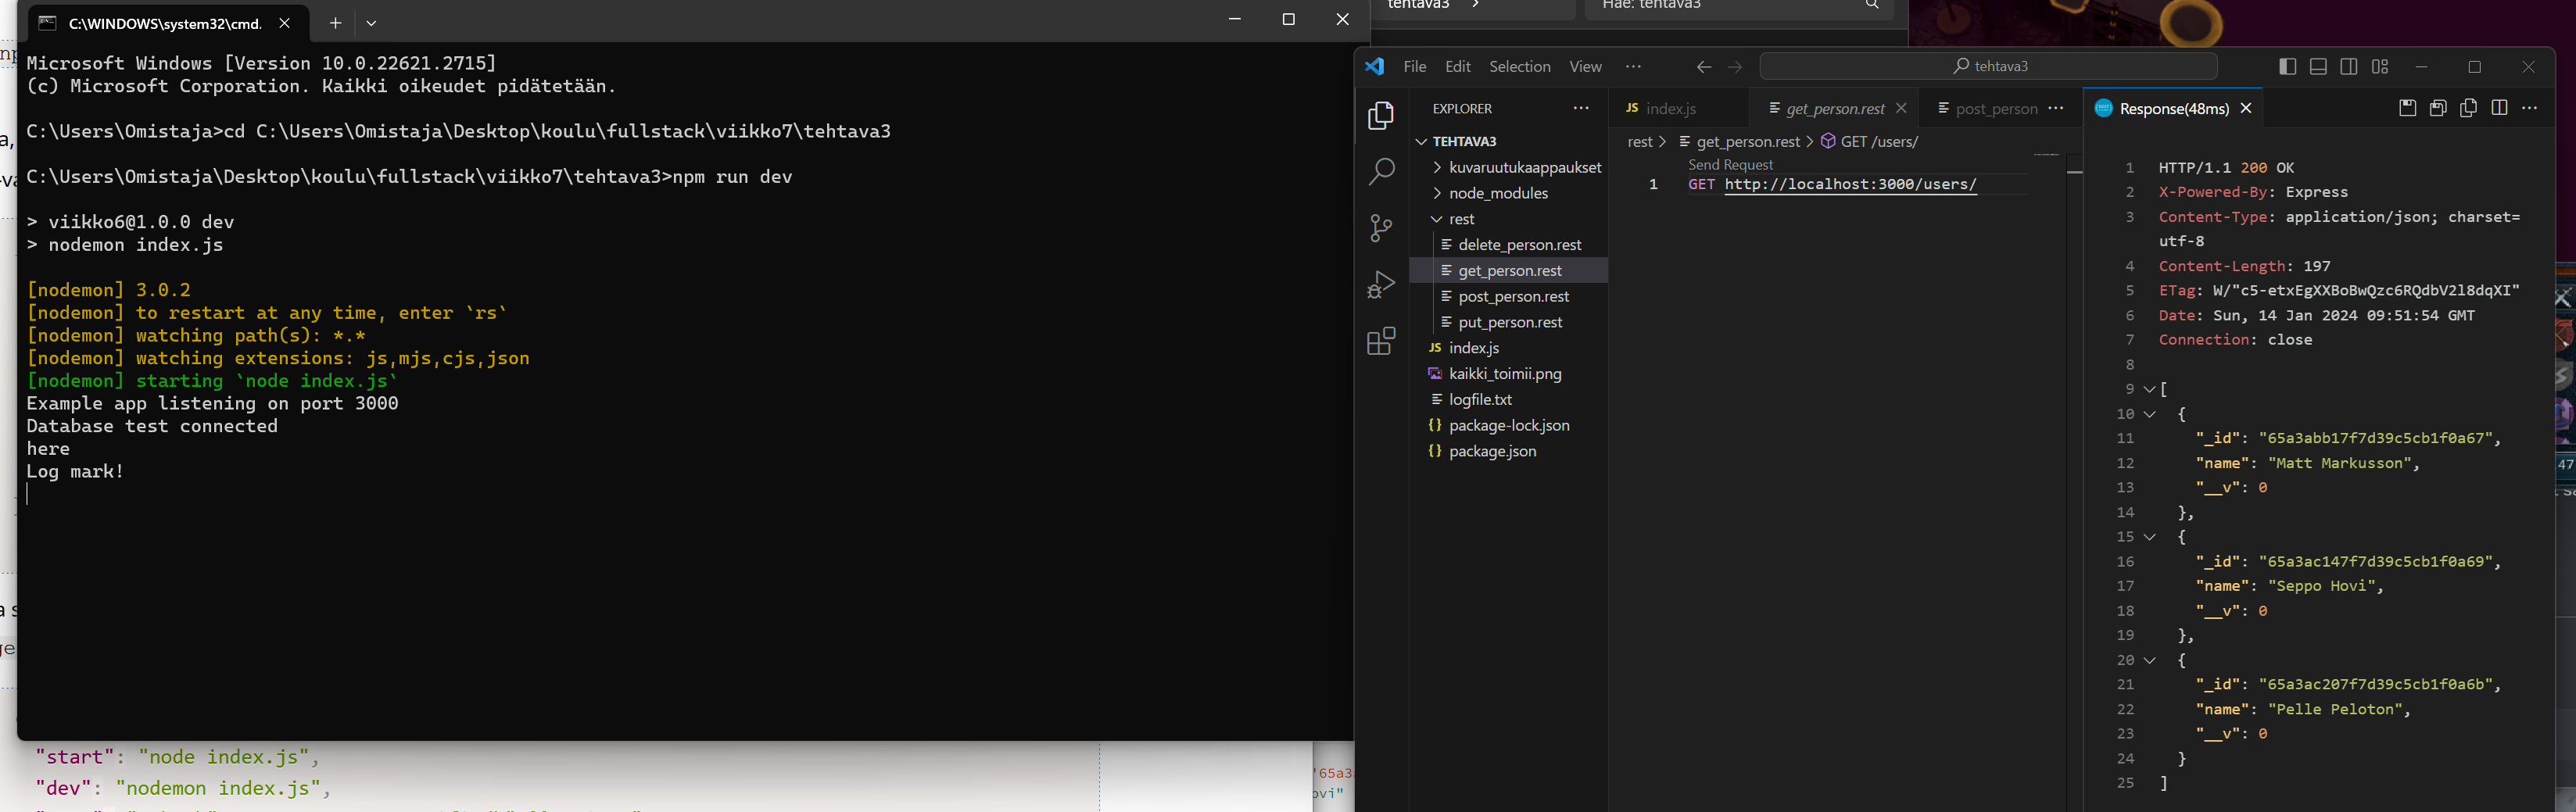 C:\WINDOWS\system32\cmd.
Microsoft Windows [Version 10.0.22621.2715]
(c) Microsoft Corporation. Kaikki oikeudet pidätetään.
C:\Users\Omistaja>cd C:\Users\Omistaja\Desktop\koulu\fullstack\viikko7\tehtava3
C:\Users\Omistaja\Desktop\koulu\fullstack\viikko7\tehtava3>npm run dev
> viikko6@1.0.0 dev
> nodemon index.js
[nodemon] 3.0.2
[nodemon] to restart at any time, enter `rs`
[nodemon] watching path(s): *.*
[nodemon] watching extensions: js,mjs,cjs,json
[nodemon] starting `node index.js`
Example app listening on port 3000
Database test connected
here
Log mark!
"start": "node index.js",
"dev": "nodemon index.js",
tehtava3 >
Hae: tehtava3
File Edit Selection View ···
tehtava3
EXPLORER
TEHTAVA3
kuvaruutukaappaukset
node_modules
rest
delete_person.rest
get_person.rest
post_person.rest
put_person.rest
JS index.js
kaikki_toimii.png
logfile.txt
{} package-lock.json
{} package.json
JS index.js
get_person.rest
post_person
rest > get_person.rest > GET /users/
Send Request
1 GET http://localhost:3000/users/
Response(48ms)
1 HTTP/1.1 200 OK
2 X-Powered-By: Express
3 Content-Type: application/json; charset=
utf-8
4 Content-Length: 197
5 ETag: W/"c5-etxEgXXBoBwQzc6RQdbV2l8dqXI"
6 Date: Sun, 14 Jan 2024 09:51:54 GMT
7 Connection: close
8
9 [
10 {
11 "_id": "65a3abb17f7d39c5cb1f0a67",
12 "name": "Matt Markusson",
13 "__v": 0
14 },
15 {
16 "_id": "65a3ac147f7d39c5cb1f0a69",
17 "name": "Seppo Hovi",
18 "__v": 0
19 },
20 {
21 "_id": "65a3ac207f7d39c5cb1f0a6b",
22 "name": "Pelle Peloton",
23 "__v": 0
24 }
25 ]